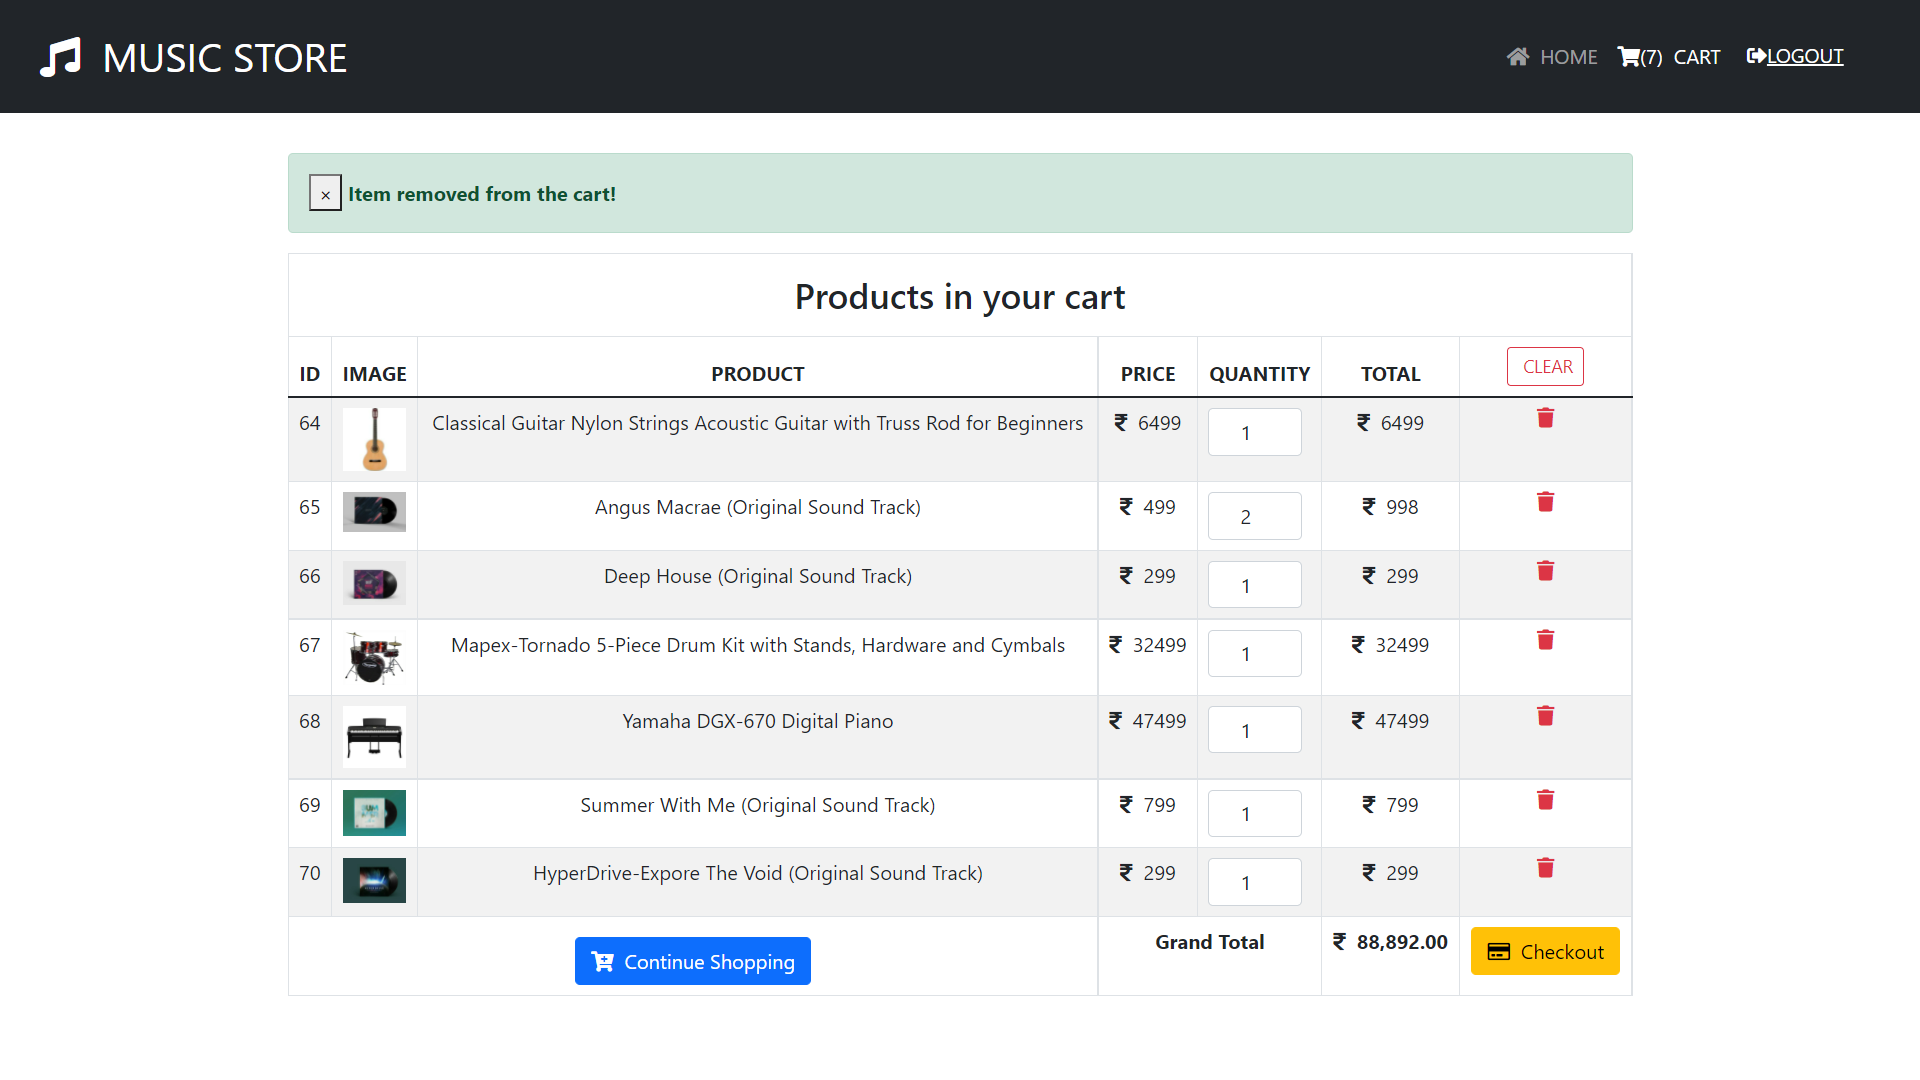 MUSIC STORE
HOME (7) CART LOGOUT
× Item removed from the cart!
Products in your cart
ID IMAGE PRODUCT PRICE QUANTITY TOTAL CLEAR
64 Classical Guitar Nylon Strings Acoustic Guitar with Truss Rod for Beginners ₹ 6499 1 ₹ 6499
65 Angus Macrae (Original Sound Track) ₹ 499 2 ₹ 998
66 Deep House (Original Sound Track) ₹ 299 1 ₹ 299
67 Mapex-Tornado 5-Piece Drum Kit with Stands, Hardware and Cymbals ₹ 32499 1 ₹ 32499
68 Yamaha DGX-670 Digital Piano ₹ 47499 1 ₹ 47499
69 Summer With Me (Original Sound Track) ₹ 799 1 ₹ 799
70 HyperDrive-Expore The Void (Original Sound Track) ₹ 299 1 ₹ 299
Continue Shopping Grand Total ₹ 88,892.00 Checkout